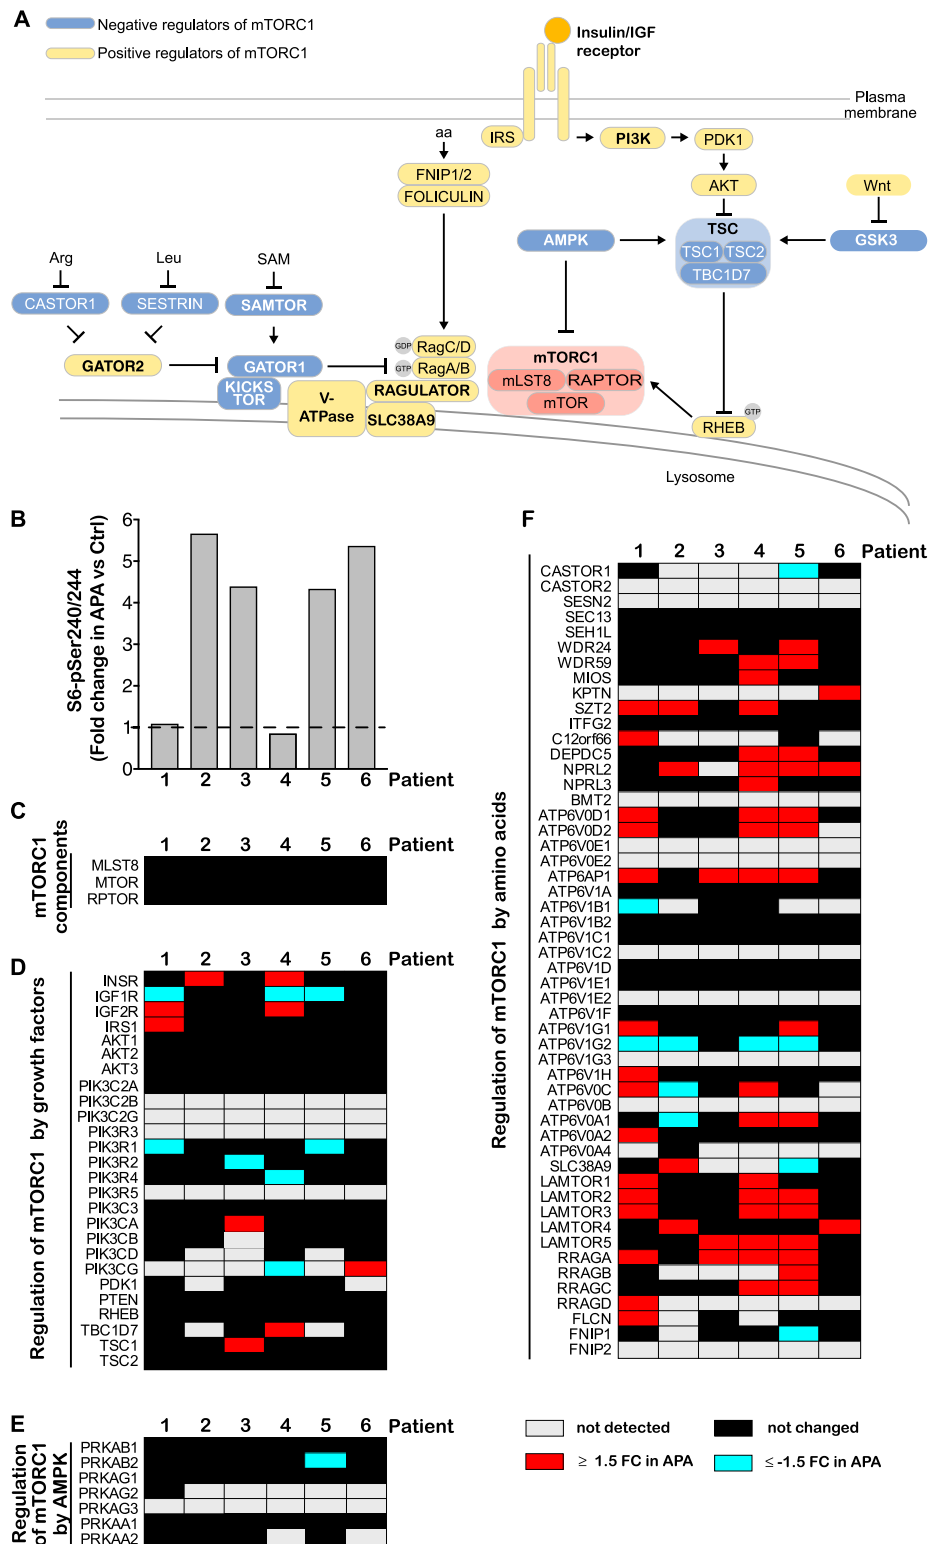 A
Negative regulators of mTORC1
Positive regulators of mTORC1
Insulin/IGF
receptor
Plasma
membrane
aa
IRS
PI3K
PDK1
FNIP1/2
FOLICULIN
AKT
Wnt
AMPK
TSC
TSC1
TSC2
TBC1D7
GSK3
Arg
Leu
SAM
CASTOR1
SESTRIN
SAMTOR
GATOR2
GATOR1
KICKS
TOR
GDP
RagC/D
GTP
RagA/B
RAGULATOR
V-
ATPase
SLC38A9
mTORC1
mLST8
RAPTOR
mTOR
GTP
RHEB
Lysosome
B
S6-pSer240/244
(Fold change in APA vs Ctrl)
6
5
4
3
2
1
0
1 2 3 4 5 6 Patient
C
mTORC1
components
1 2 3 4 5 6 Patient
MLST8
MTOR
RPTOR
D
Regulation of mTORC1 by growth factors
1 2 3 4 5 6 Patient
INSR
IGF1R
IGF2R
IRS1
AKT1
AKT2
AKT3
PIK3C2A
PIK3C2B
PIK3C2G
PIK3R3
PIK3R1
PIK3R2
PIK3R4
PIK3R5
PIK3C3
PIK3CA
PIK3CB
PIK3CD
PIK3CG
PDK1
PTEN
RHEB
TBC1D7
TSC1
TSC2
E
Regulation
of mTORC1
by AMPK
1 2 3 4 5 6 Patient
PRKAB1
PRKAB2
PRKAG1
PRKAG2
PRKAG3
PRKAA1
PRKAA2
F
Regulation of mTORC1 by amino acids
1 2 3 4 5 6 Patient
CASTOR1
CASTOR2
SESN2
SEC13
SEH1L
WDR24
WDR59
MIOS
KPTN
SZT2
ITFG2
C12orf66
DEPDC5
NPRL2
NPRL3
BMT2
ATP6V0D1
ATP6V0D2
ATP6V0E1
ATP6V0E2
ATP6AP1
ATP6V1A
ATP6V1B1
ATP6V1B2
ATP6V1C1
ATP6V1C2
ATP6V1D
ATP6V1E1
ATP6V1E2
ATP6V1F
ATP6V1G1
ATP6V1G2
ATP6V1G3
ATP6V1H
ATP6V0C
ATP6V0B
ATP6V0A1
ATP6V0A2
ATP6V0A4
SLC38A9
LAMTOR1
LAMTOR2
LAMTOR3
LAMTOR4
LAMTOR5
RRAGA
RRAGB
RRAGC
RRAGD
FLCN
FNIP1
FNIP2
not detected
not changed
≥ 1.5 FC in APA
≤ -1.5 FC in APA